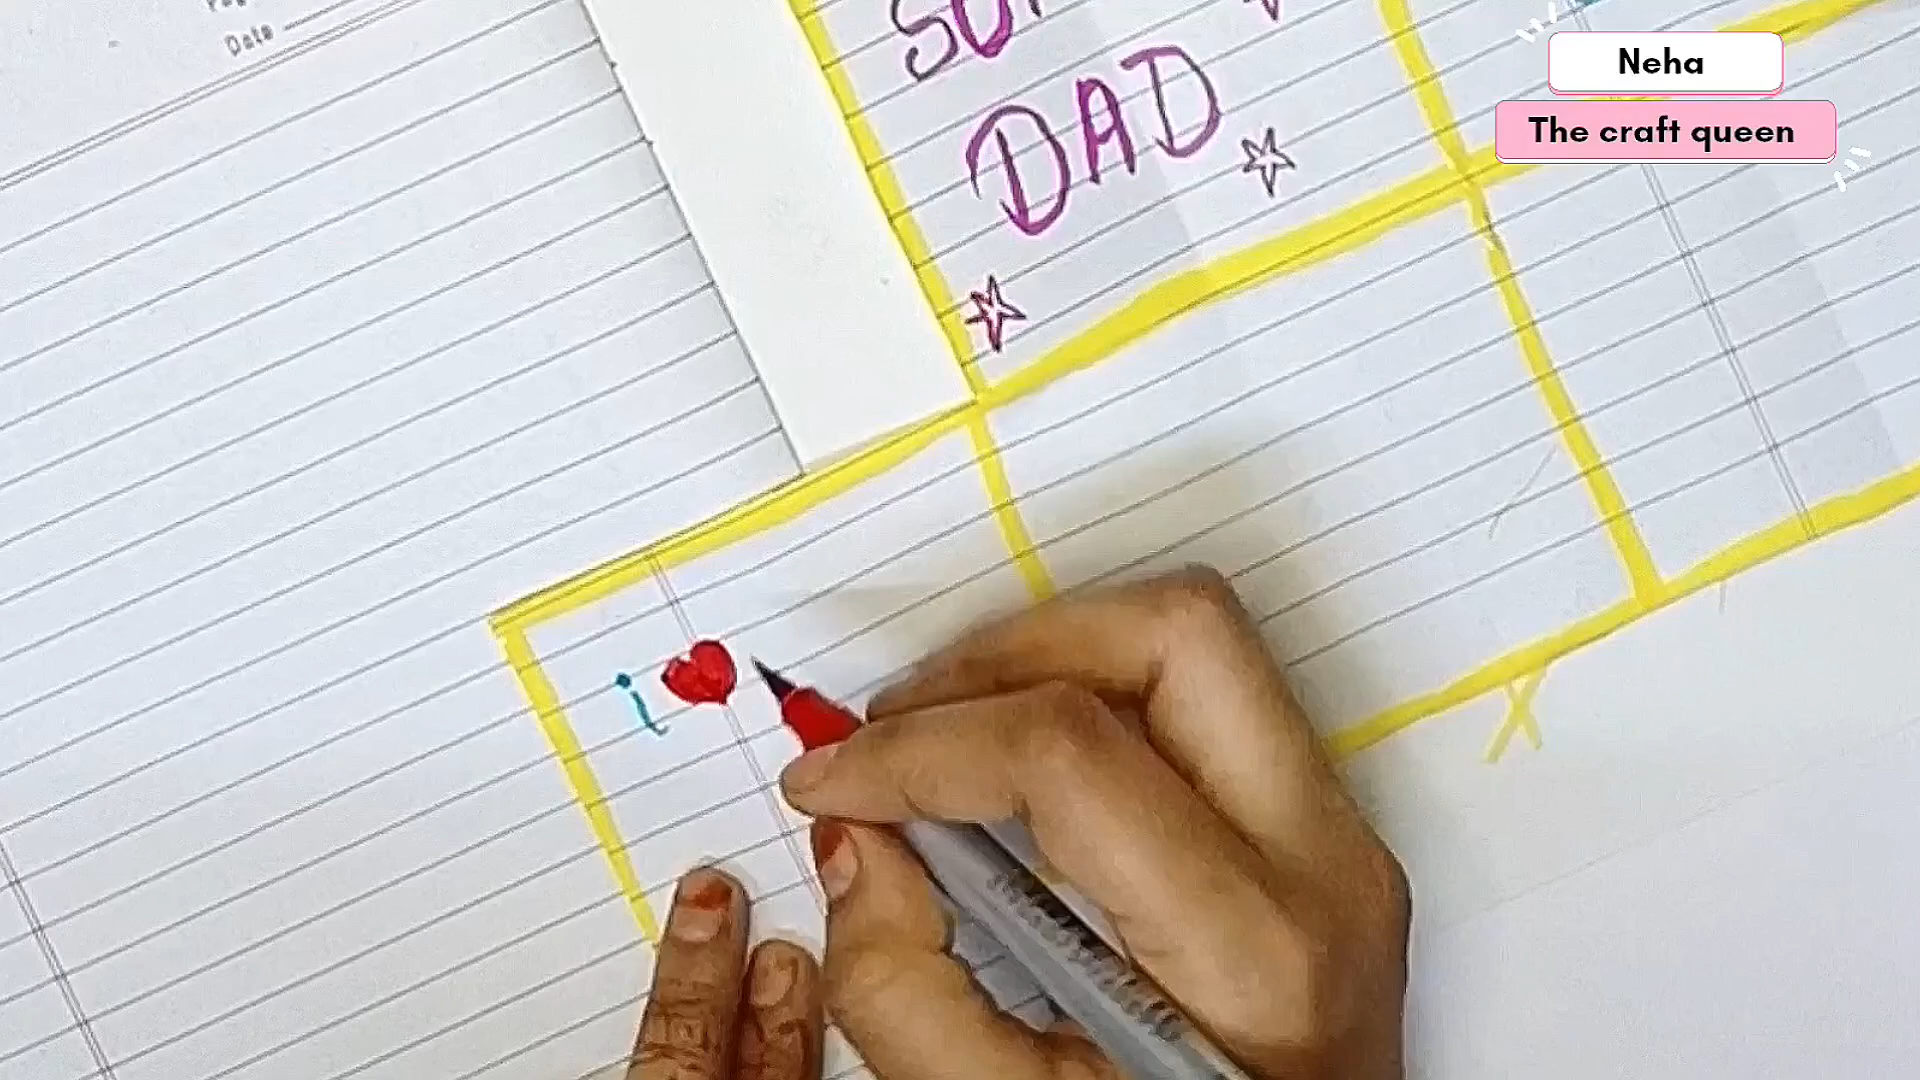 Date
DAD
i
Neha
The craft queen